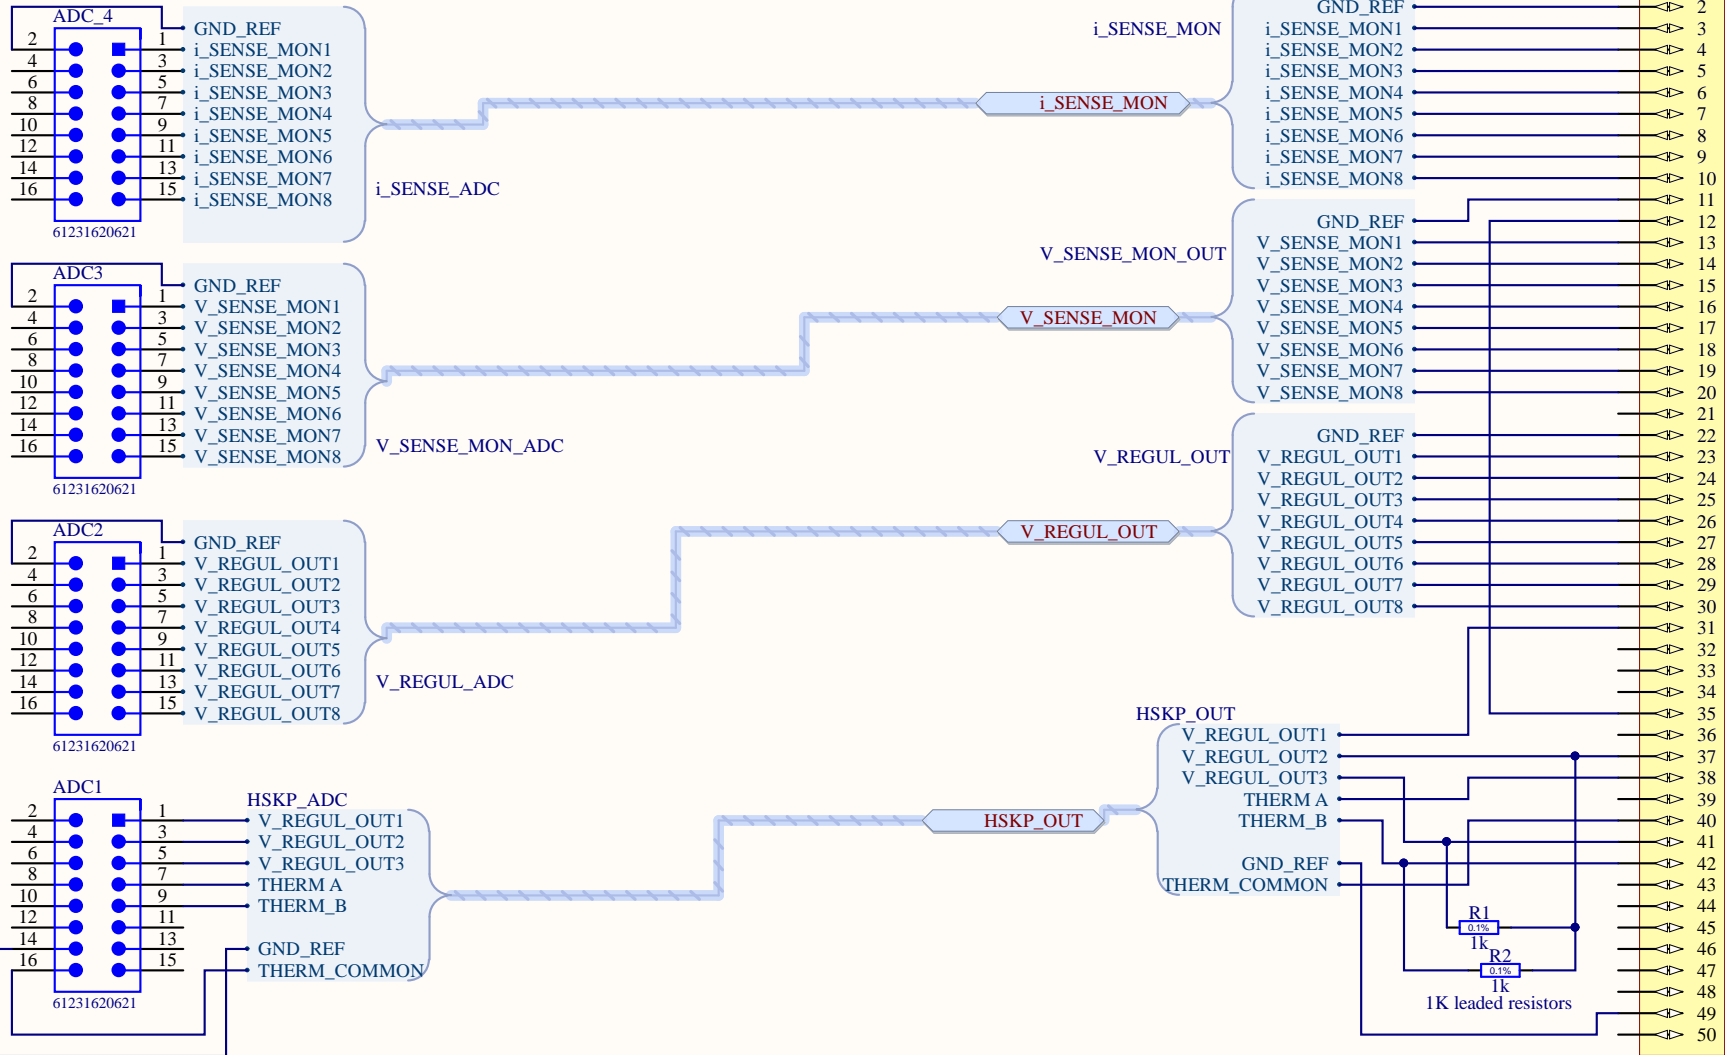 ADC_4
2 1 GND_REF
4 3 i_SENSE_MON1
6 5 i_SENSE_MON2
8 7 i_SENSE_MON3
10 9 i_SENSE_MON4
12 11 i_SENSE_MON5
14 13 i_SENSE_MON6
16 15 i_SENSE_MON7
i_SENSE_MON8
61231620621
i_SENSE_ADC
i_SENSE_MON
i_SENSE_MON
GND_REF 2
i_SENSE_MON1 3
i_SENSE_MON2 4
i_SENSE_MON3 5
i_SENSE_MON4 6
i_SENSE_MON5 7
i_SENSE_MON6 8
i_SENSE_MON7 9
i_SENSE_MON8 10
11
ADC3
2 1 GND_REF
4 3 V_SENSE_MON1
6 5 V_SENSE_MON2
8 7 V_SENSE_MON3
10 9 V_SENSE_MON4
12 11 V_SENSE_MON5
14 13 V_SENSE_MON6
16 15 V_SENSE_MON7
V_SENSE_MON8
61231620621
V_SENSE_MON_ADC
V_SENSE_MON
V_SENSE_MON_OUT
GND_REF 12
V_SENSE_MON1 13
V_SENSE_MON2 14
V_SENSE_MON3 15
V_SENSE_MON4 16
V_SENSE_MON5 17
V_SENSE_MON6 18
V_SENSE_MON7 19
V_SENSE_MON8 20
21
ADC2
2 1 GND_REF
4 3 V_REGUL_OUT1
6 5 V_REGUL_OUT2
8 7 V_REGUL_OUT3
10 9 V_REGUL_OUT4
12 11 V_REGUL_OUT5
14 13 V_REGUL_OUT6
16 15 V_REGUL_OUT7
V_REGUL_OUT8
61231620621
V_REGUL_ADC
V_REGUL_OUT
V_REGUL_OUT
GND_REF 22
V_REGUL_OUT1 23
V_REGUL_OUT2 24
V_REGUL_OUT3 25
V_REGUL_OUT4 26
V_REGUL_OUT5 27
V_REGUL_OUT6 28
V_REGUL_OUT7 29
V_REGUL_OUT8 30
31
32
33
34
35
ADC1
HSKP_ADC
2 1 V_REGUL_OUT1
4 3 V_REGUL_OUT2
6 5 V_REGUL_OUT3
8 7 THERM A
10 9 THERM_B
12 11
14 13 GND_REF
16 15 THERM_COMMON
61231620621
HSKP_OUT
HSKP_OUT
V_REGUL_OUT1 36
V_REGUL_OUT2 37
V_REGUL_OUT3 38
THERM A 39
THERM_B 40
41
GND_REF 42
THERM_COMMON 43
44
R1 0.1% 1k 45
46
R2 0.1% 1k 47
48
1K leaded resistors
49
50